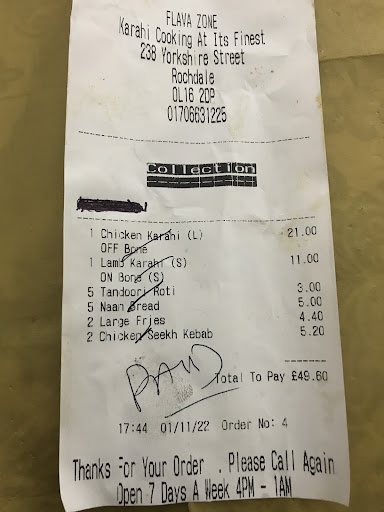 FLAVA ZONE
Karahi Cooking At Its Finest
238 Yorkshire Street
Rochdale
OL16 2DP
01706631225
Collection
1 Chicken Karahi (L) 21.00
OFF Bone
1 Lamb Karahi (S) 11.00
ON Bone (S)
5 Tandoori Roti 3.00
5 Naan Bread 5.00
2 Large Fries 4.40
2 Chicken Seekh Kebab 5.20
PAID
Total To Pay £49.60
17:44 01/11/22 Order No: 4
Thanks For Your Order . Please Call Again
Open 7 Days A Week 4PM - 1AM